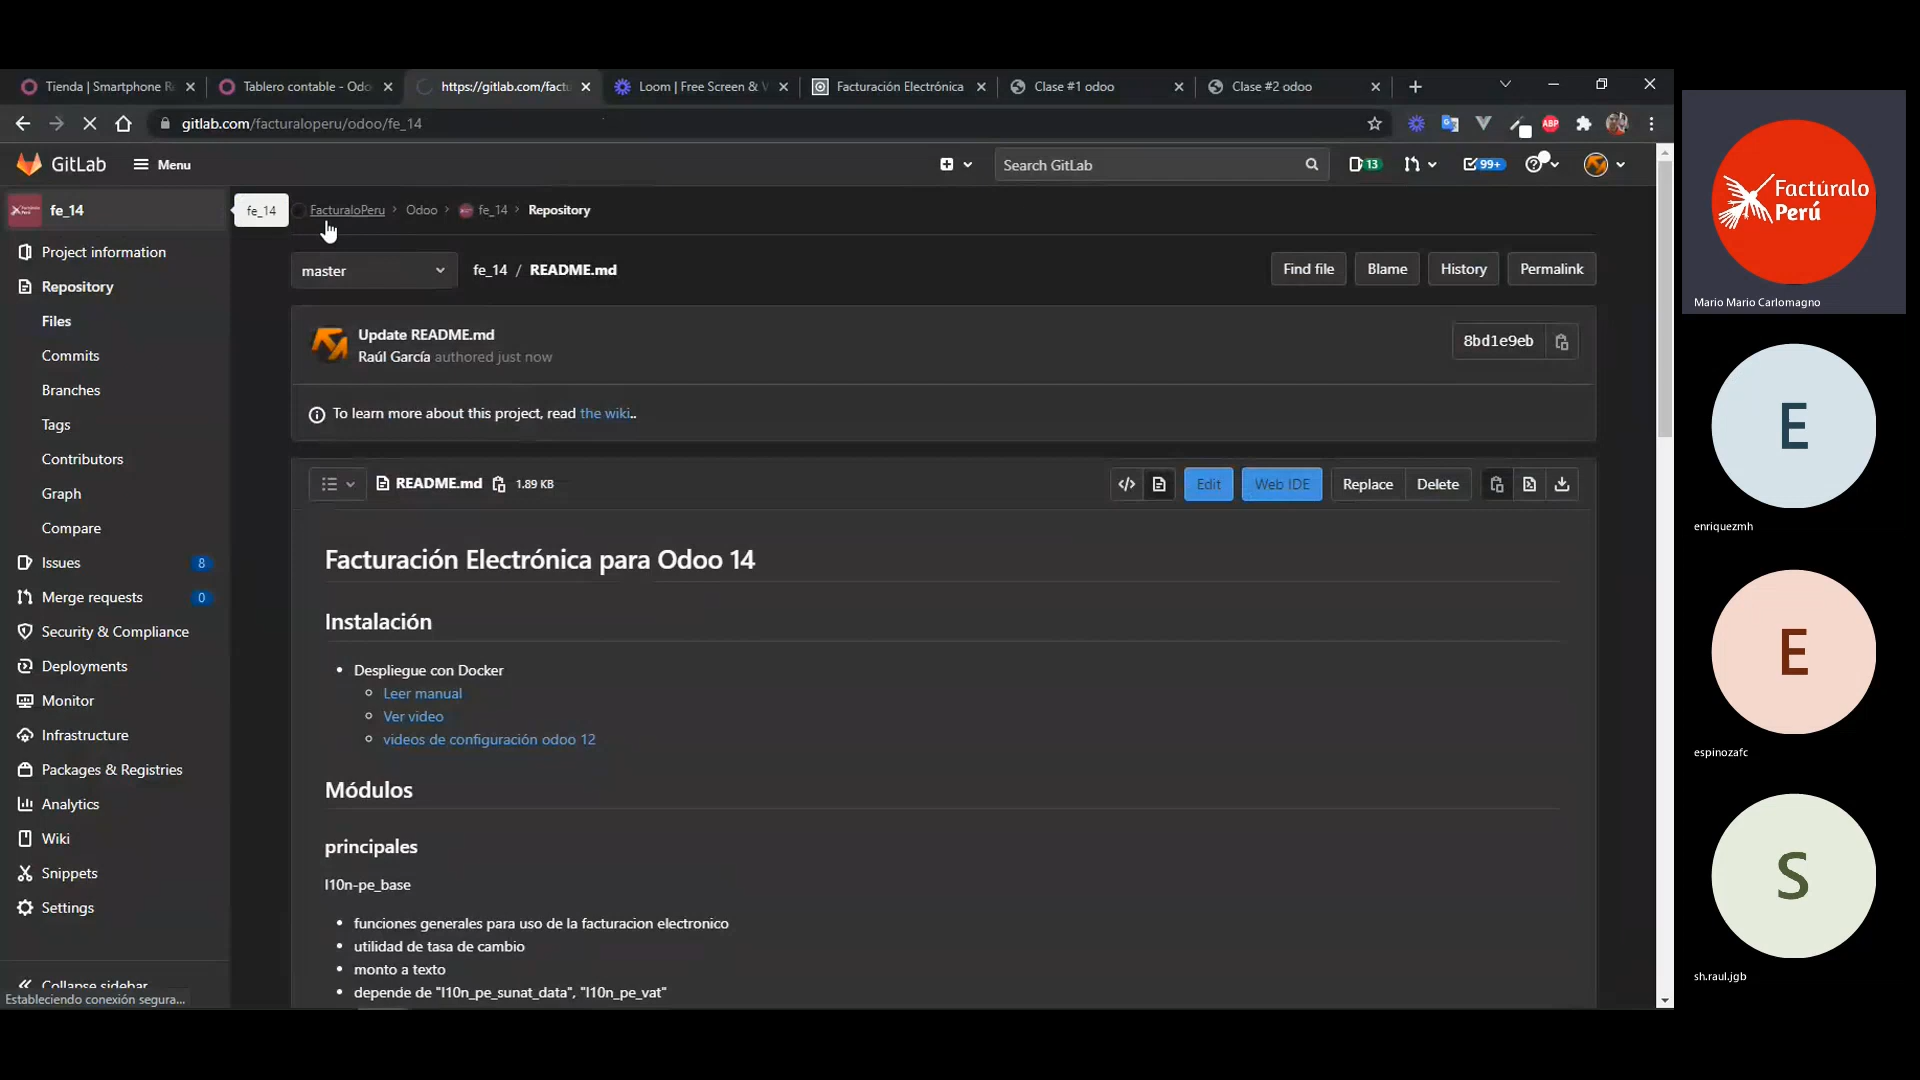 Tienda | Smartphone R
Tablero contable - Odo
https://gitlab.com/factu
Loom | Free Screen & V
Facturación Electrónica
Clase #1 odoo
Clase #2 odoo
gitlab.com/facturaloperu/odoo/fe_14
ABP
GitLab
Menu
Search GitLab
13
99+
fe_14
Project information
Repository
Files
Commits
Branches
Tags
Contributors
Graph
Compare
Issues 8
Merge requests 0
Security & Compliance
Deployments
Monitor
Infrastructure
Packages & Registries
Analytics
Wiki
Snippets
Settings
Collapse sidebar
Estableciendo conexión segura...
fe_14
FacturaloPeru > Odoo > fe_14 > Repository
master
fe_14 / README.md
Find file
Blame
History
Permalink
Update README.md
Raúl García authored just now
8bd1e9eb
To learn more about this project, read the wiki..
README.md 1.89 KB
Edit
Web IDE
Replace
Delete
Facturación Electrónica para Odoo 14
Instalación
Despliegue con Docker
Leer manual
Ver video
videos de configuración odoo 12
Módulos
principales
l10n-pe_base
funciones generales para uso de la facturacion electronico
utilidad de tasa de cambio
monto a texto
depende de "l10n_pe_sunat_data", "l10n_pe_vat"
Factúralo
Perú
Mario Mario Carlomagno
E
enriquezmh
E
espinozafc
S
sh.raul.jgb